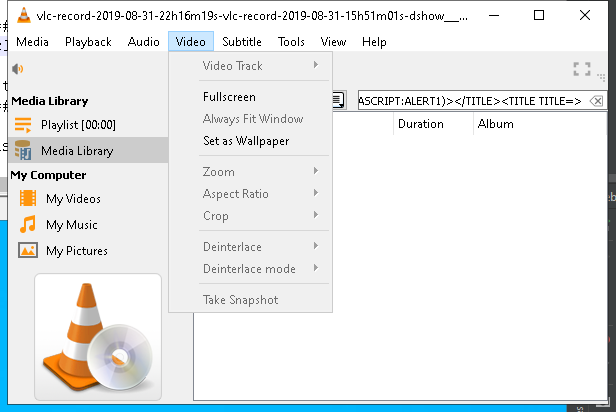 vlc-record-2019-08-31-22h16m19s-vlc-record-2019-08-31-15h51m01s-dshow__...
Media Playback Audio Video Subtitle Tools View Help
Media Library
Playlist [00:00]
Media Library
My Computer
My Videos
My Music
My Pictures
Video Track
Fullscreen
Always Fit Window
Set as Wallpaper
Zoom
Aspect Ratio
Crop
Deinterlace
Deinterlace mode
Take Snapshot
ASCRIPT:ALERT1)></TITLE><TITLE TITLE=>
Duration Album